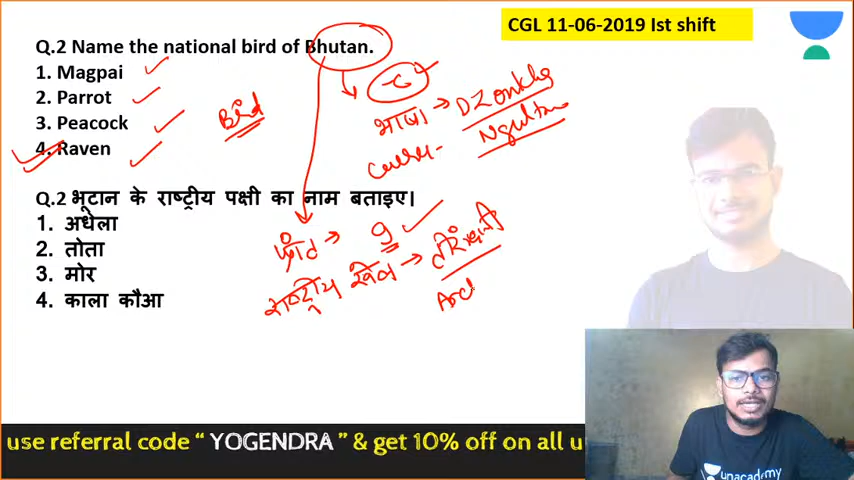 CGL 11-06-2019 Ist shift
Q.2 Name the national bird of Bhutan.
1. Magpai
2. Parrot
3. Peacock
4. Raven
Bird
भाषा → DZonkha
Q.2 भूटान के राष्ट्रीय पक्षी का नाम बताइए।
1. अधेला
2. तोता
3. मोर
4. काला कौआ
राष्ट्रीय खेल → तीरंदाजी
use referral code “ YOGENDRA ” & get 10% off on all u
unacademy